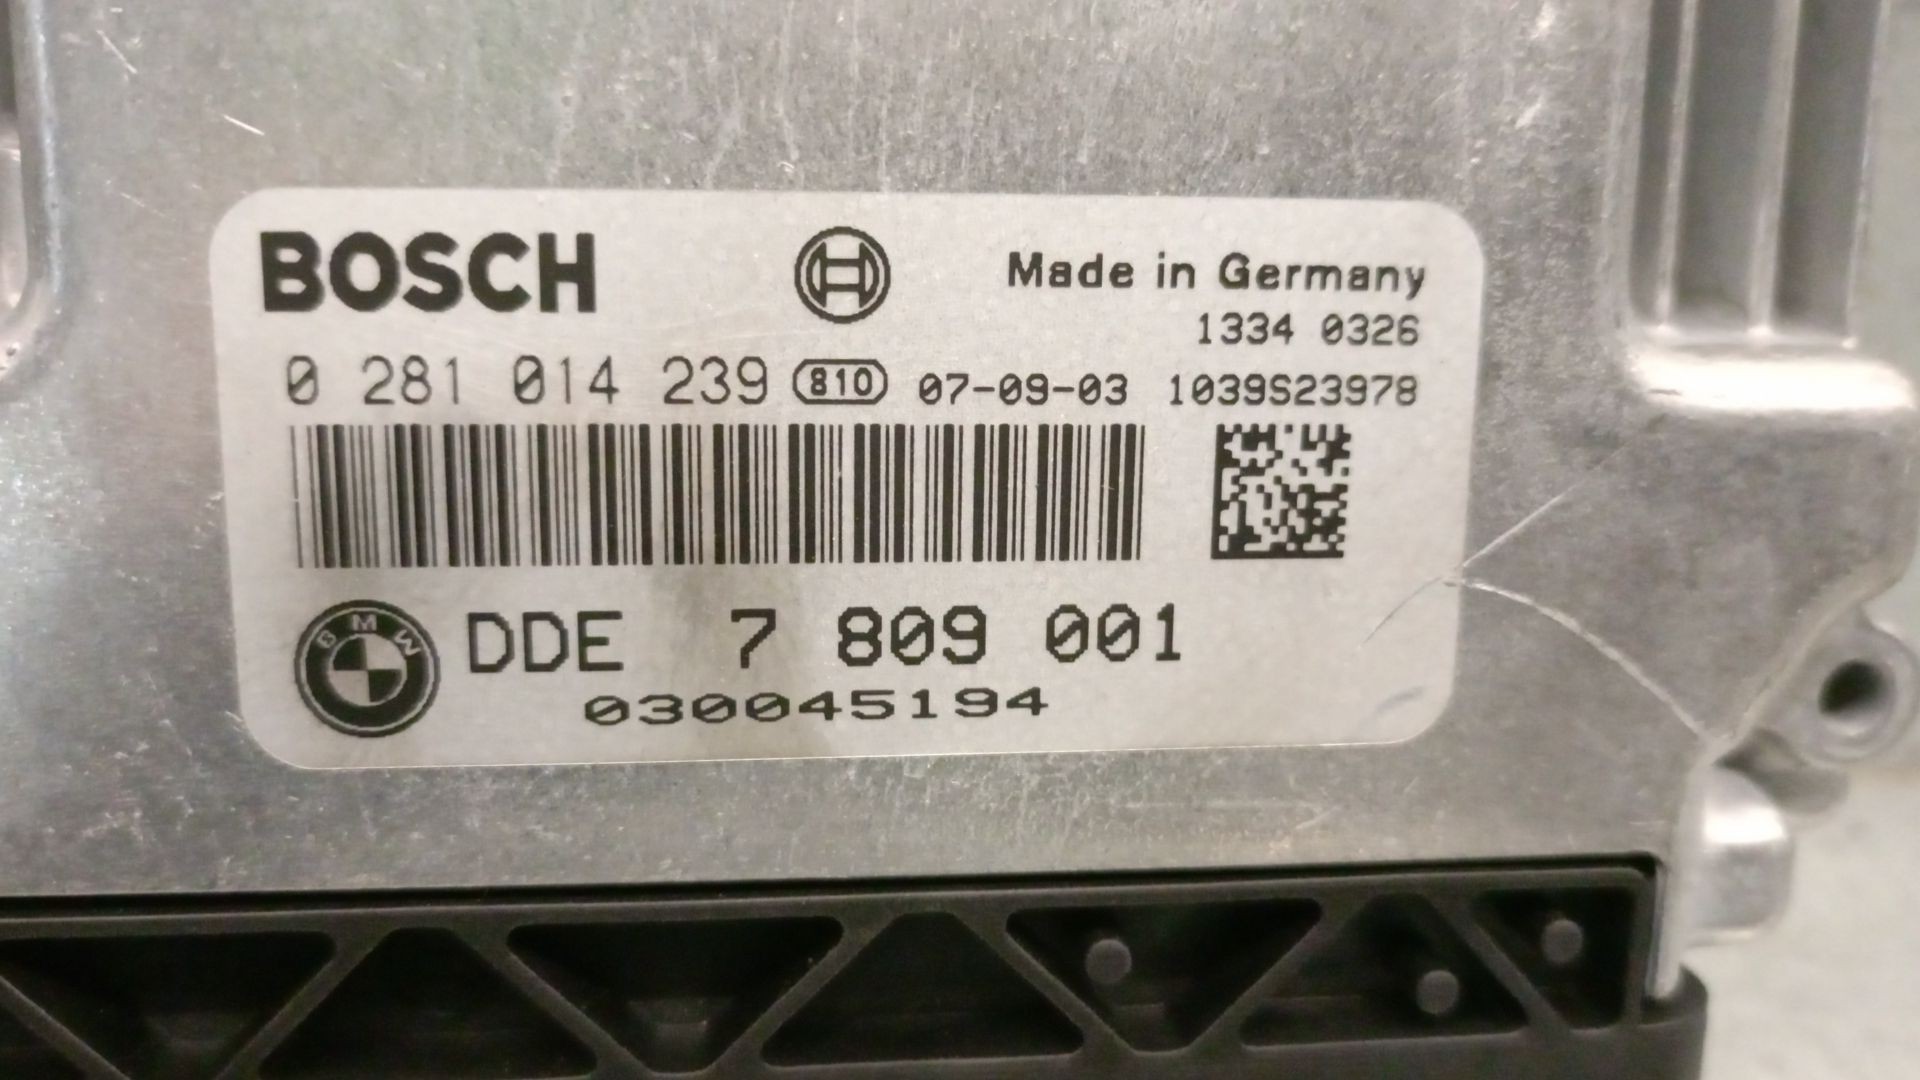 BOSCH
Made in Germany
1334 0326
0 281 014 239 810 07-09-03 1039S23978
BMW
DDE 7 809 001
030045194